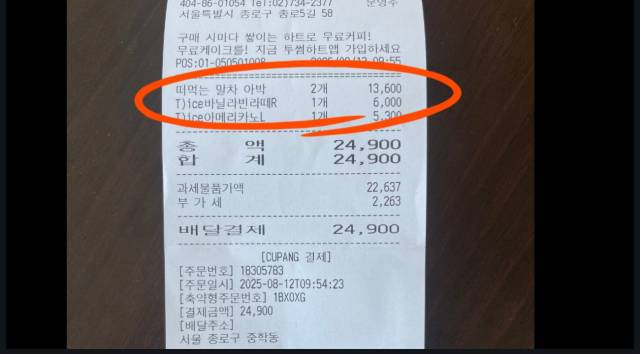 404-86-01054 Tel:02)734-2377
서울특별시 종로구 종로5길 58
구매 시마다 쌓이는 하트로 무료커피!
무료케이크를! 지금 투썸하트앱 가입하세요
POS:01-050501008
떠먹는 말차 아박 2개 13,600
T)ice바닐라빈라떼R 1개 6,000
T)ice아메리카노L 1개 5,300
총 액 24,900
합 계 24,900
과세물품가액 22,637
부 가 세 2,263
배달결제 24,900
[CUPANG 결제]
[주문번호] 1B305783
[주문일시] 2025-08-12T09:54:23
[축약형주문번호] 1BX0XG
[결제금액] 24,900
[배달주소]
서울 종로구 중학동